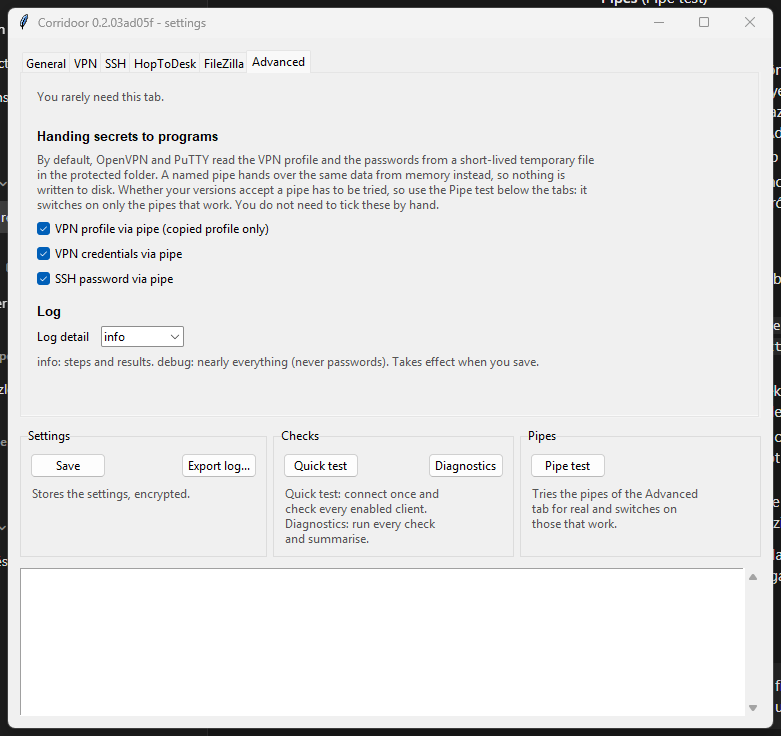 Pipes (Pipe test)
Corridoor 0.2.03ad05f - settings
General VPN SSH HopToDesk FileZilla Advanced
You rarely need this tab.
Handing secrets to programs
By default, OpenVPN and PuTTY read the VPN profile and the passwords from a short-lived temporary file
in the protected folder. A named pipe hands over the same data from memory instead, so nothing is
written to disk. Whether your versions accept a pipe has to be tried, so use the Pipe test below the tabs: it
switches on only the pipes that work. You do not need to tick these by hand.
VPN profile via pipe (copied profile only)
VPN credentials via pipe
SSH password via pipe
Log
Log detail info
info: steps and results. debug: nearly everything (never passwords). Takes effect when you save.
Settings
Save Export log...
Stores the settings, encrypted.
Checks
Quick test Diagnostics
Quick test: connect once and
check every enabled client.
Diagnostics: run every check
and summarise.
Pipes
Pipe test
Tries the pipes of the Advanced
tab for real and switches on
those that work.